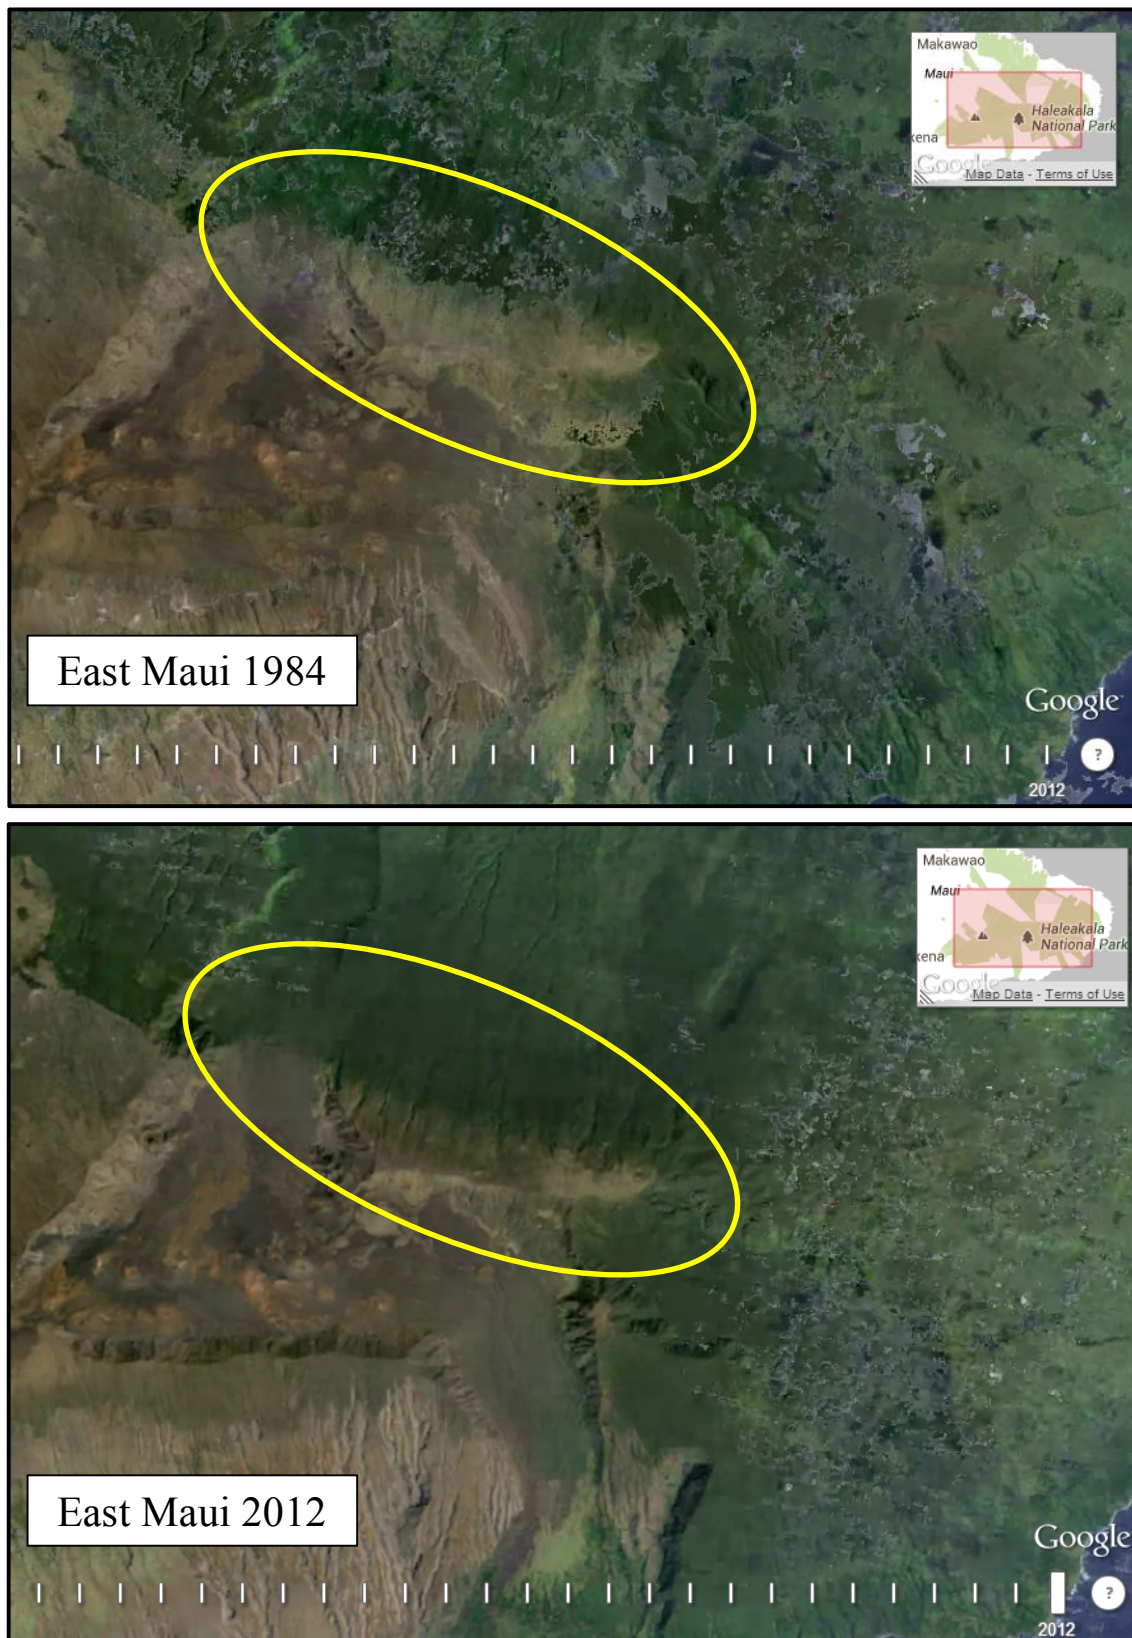 Makawao
Maui
Haleakala
National Park
kena
Google
Map Data - Terms of Use
East Maui 1984
Google
2012
?
Makawao
Maui
Haleakala
National Park
kena
Google
Map Data - Terms of Use
East Maui 2012
Google
2012
?